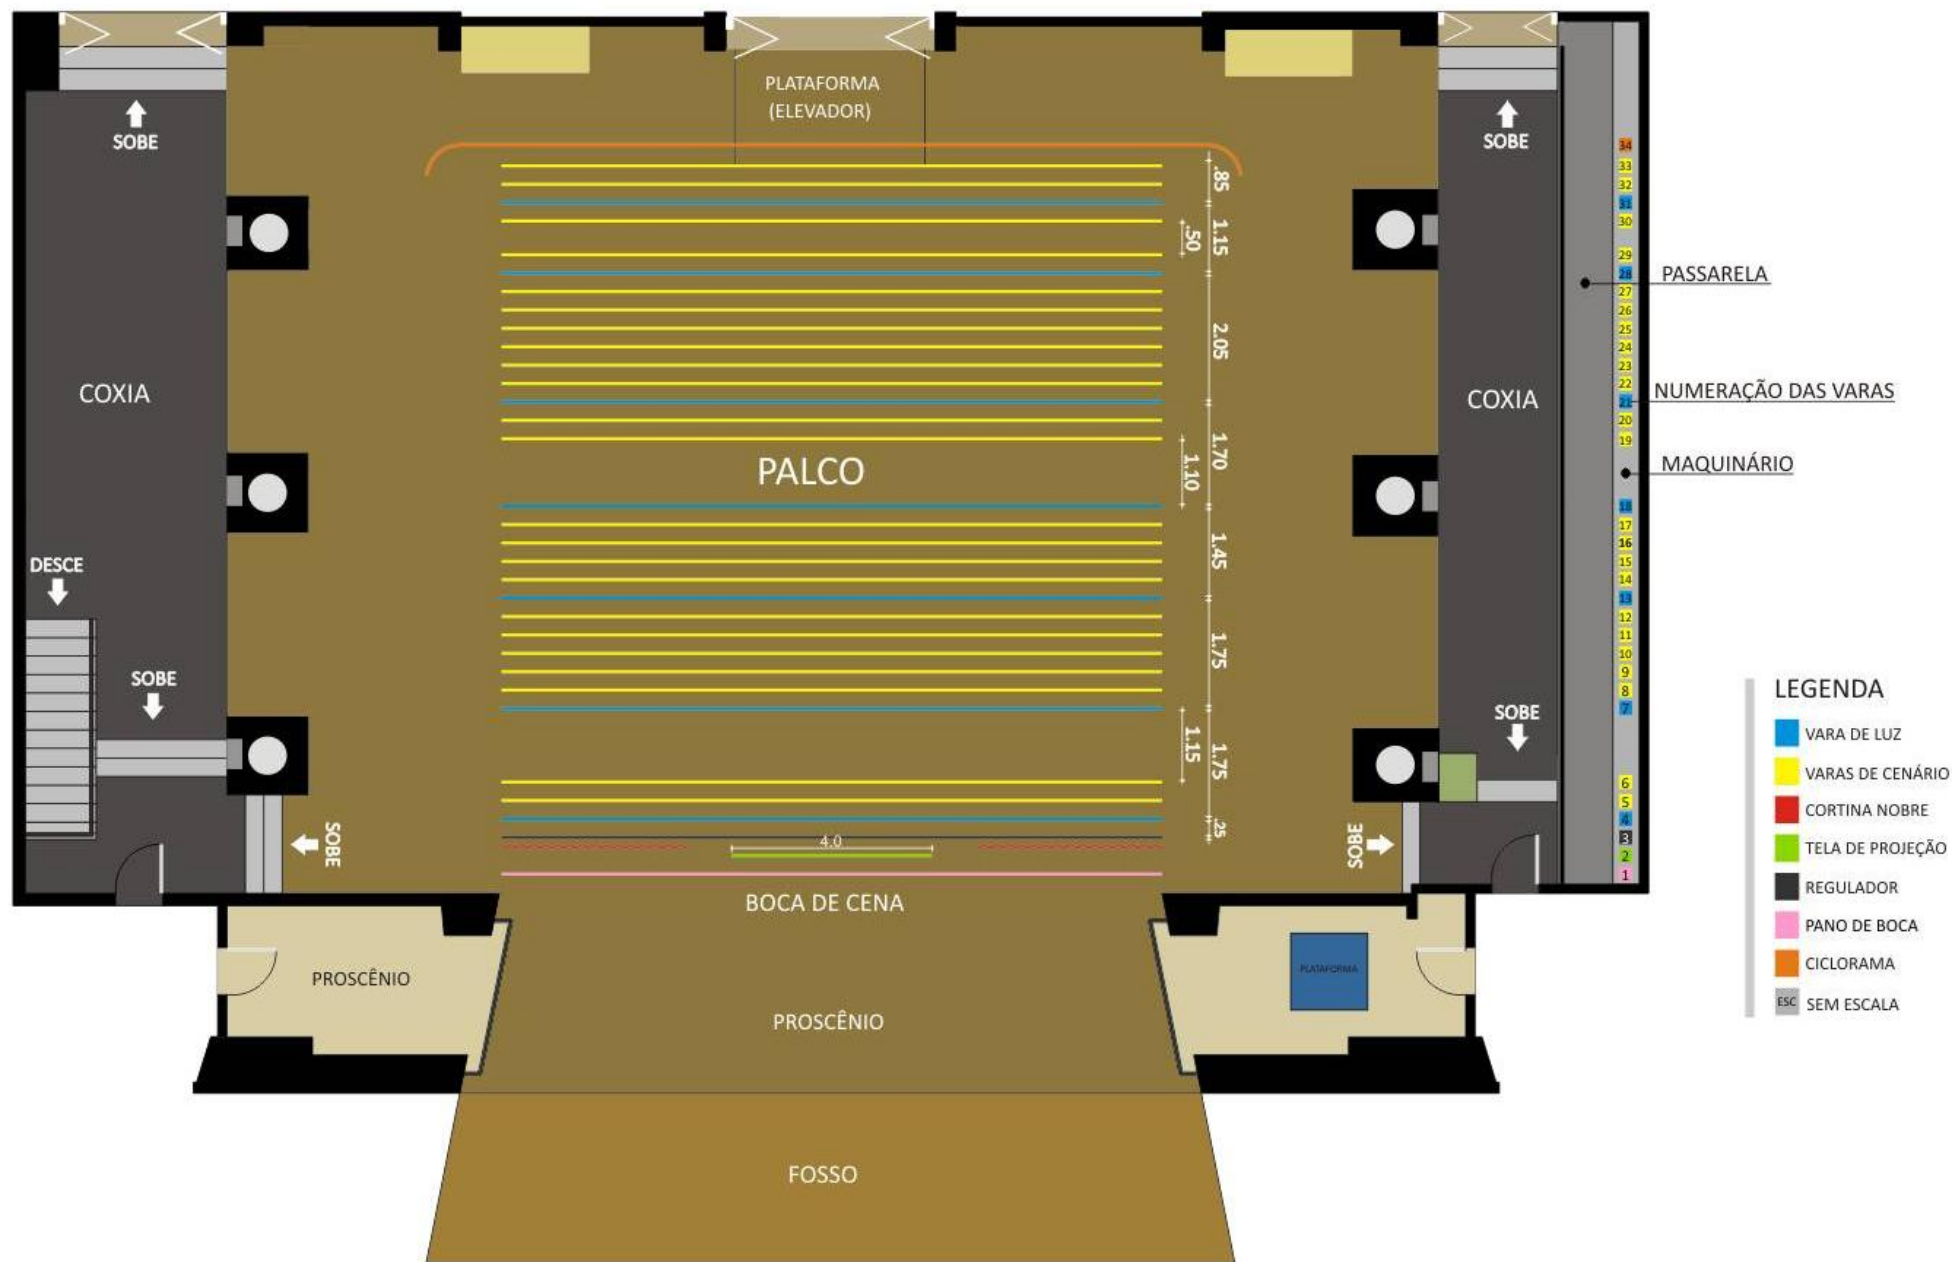 PLATAFORMA
(ELEVADOR)
SOBE
SOBE
34
33
32
31
30
29
28
27
26
25
24
23
22
21
20
19
18
17
16
15
14
13
12
11
10
9
8
7
6
5
4
3
2
1
.85
1.15
.50
2.05
1.70
1.10
1.45
1.75
1.75
1.15
.25
4.0
PASSARELA
NUMERAÇÃO DAS VARAS
MAQUINÁRIO
COXIA
COXIA
PALCO
DESCE
SOBE
SOBE
SOBE
SOBE
BOCA DE CENA
PROSCÊNIO
PROSCÊNIO
PLATAFORMA
FOSSO
LEGENDA
VARA DE LUZ
VARAS DE CENÁRIO
CORTINA NOBRE
TELA DE PROJEÇÃO
REGULADOR
PANO DE BOCA
CICLORAMA
ESC SEM ESCALA